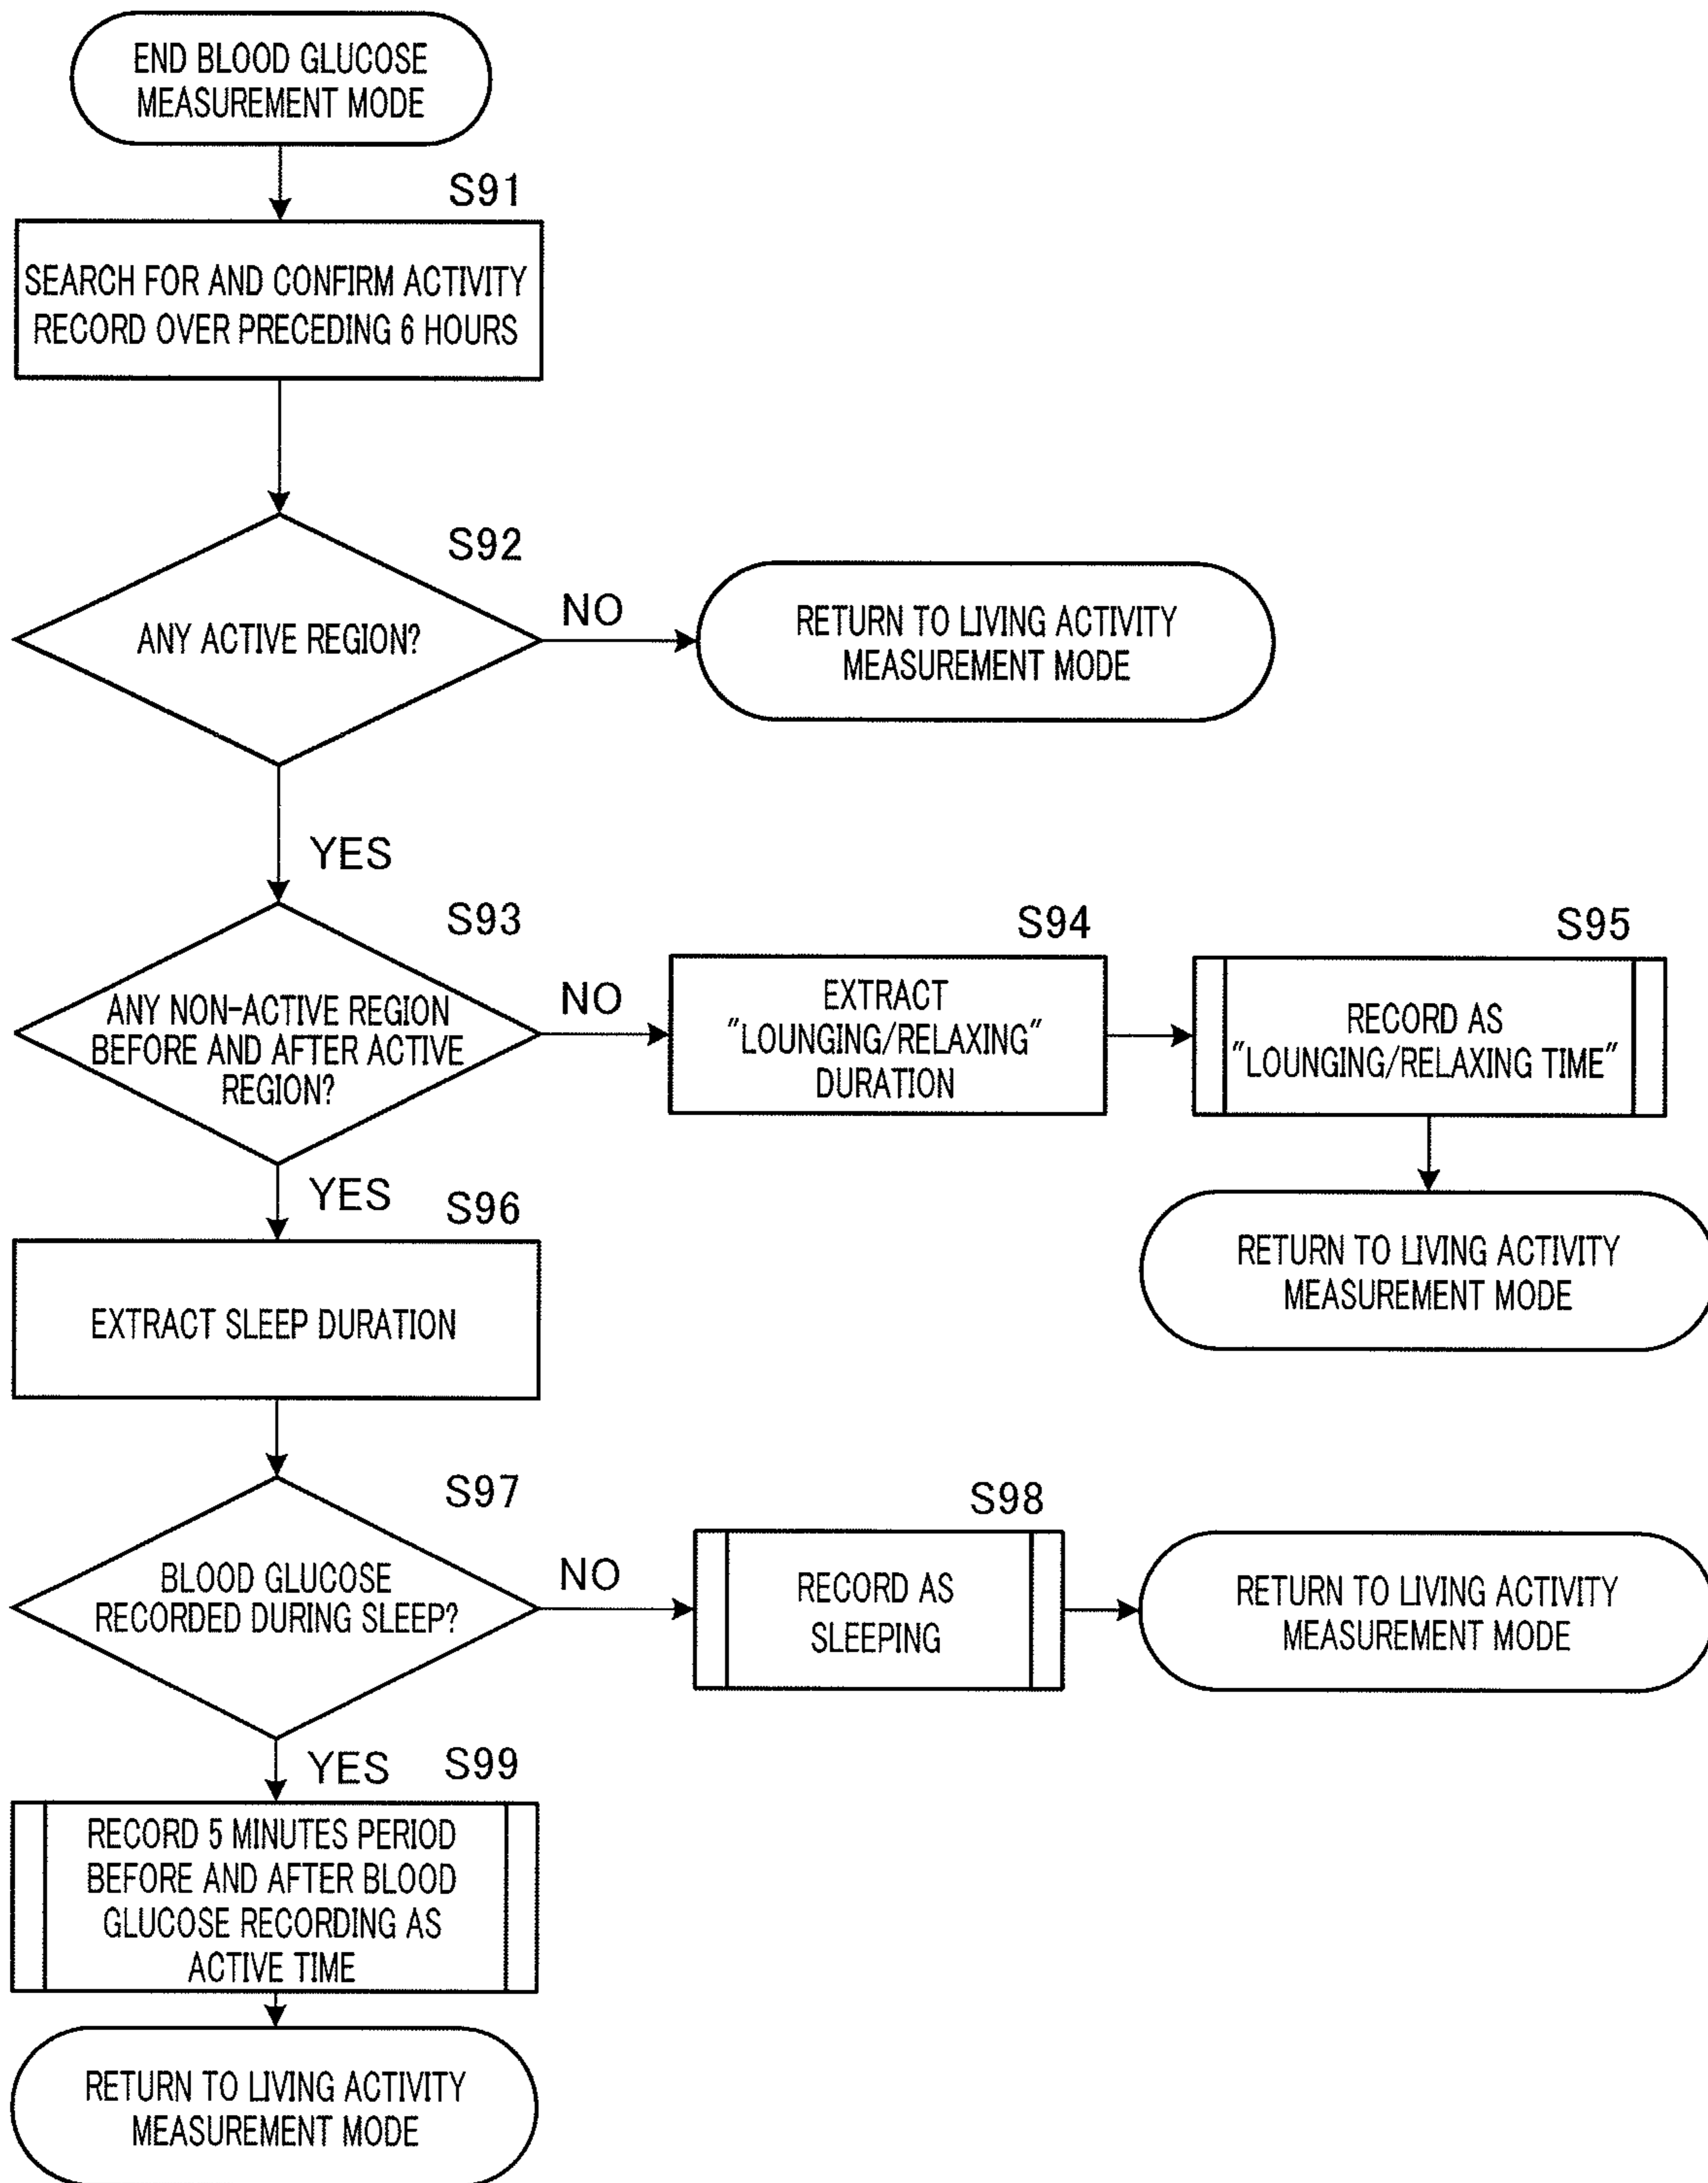 END BLOOD GLUCOSE
MEASUREMENT MODE
S91
SEARCH FOR AND CONFIRM ACTIVITY
RECORD OVER PRECEDING 6 HOURS
S92
ANY ACTIVE REGION?
NO
RETURN TO LIVING ACTIVITY
MEASUREMENT MODE
YES
S93
ANY NON-ACTIVE REGION
BEFORE AND AFTER ACTIVE
REGION?
NO
S94
EXTRACT
"LOUNGING/RELAXING"
DURATION
S95
RECORD AS
"LOUNGING/RELAXING TIME"
RETURN TO LIVING ACTIVITY
MEASUREMENT MODE
YES
S96
EXTRACT SLEEP DURATION
S97
BLOOD GLUCOSE
RECORDED DURING SLEEP?
NO
S98
RECORD AS
SLEEPING
RETURN TO LIVING ACTIVITY
MEASUREMENT MODE
YES
S99
RECORD 5 MINUTES PERIOD
BEFORE AND AFTER BLOOD
GLUCOSE RECORDING AS
ACTIVE TIME
RETURN TO LIVING ACTIVITY
MEASUREMENT MODE